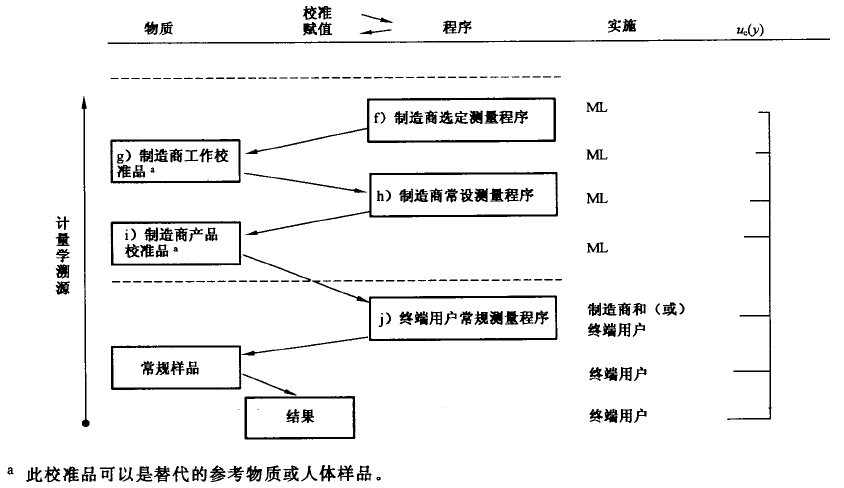 校准
物质 赋值 程序 实施 uc(y)
f）制造商选定测量程序 ML
g）制造商工作校
准品a
ML
h）制造商常设测量程序 ML
i）制造商产品
校准品a
ML
计量学溯源
j）终端用户常规测量程序
制造商和（或）
终端用户
常规样品 终端用户
结果 终端用户
a 此校准品可以是替代的参考物质或人体样品。